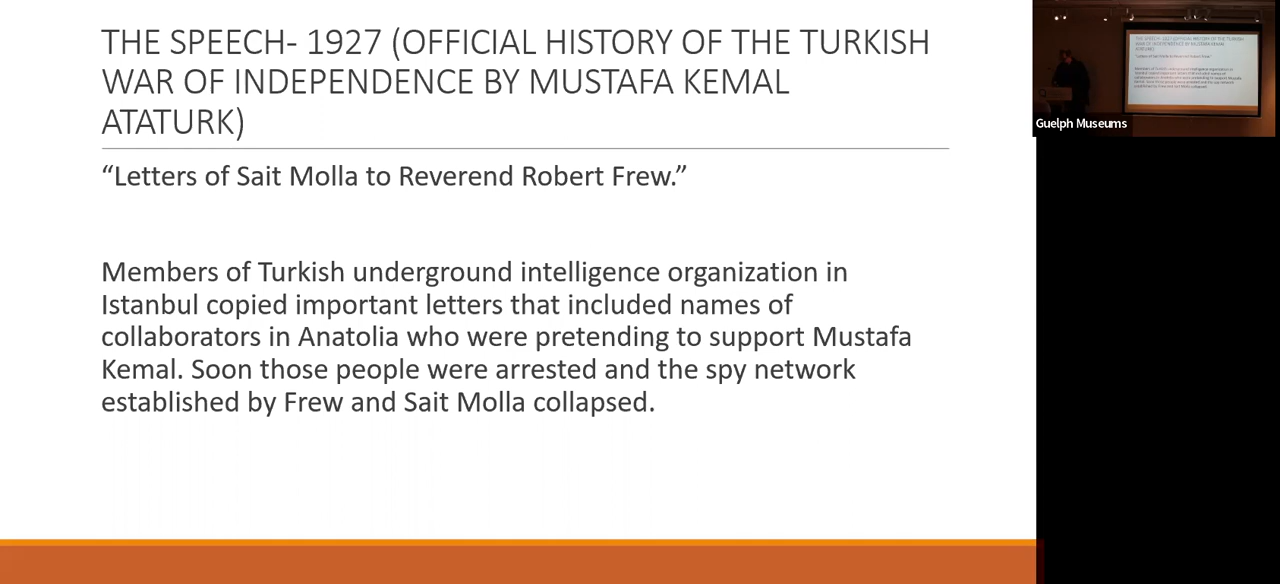 THE SPEECH- 1927 (OFFICIAL HISTORY OF THE TURKISH
WAR OF INDEPENDENCE BY MUSTAFA KEMAL
ATATURK)
“Letters of Sait Molla to Reverend Robert Frew.”
Members of Turkish underground intelligence organization in
Istanbul copied important letters that included names of
collaborators in Anatolia who were pretending to support Mustafa
Kemal. Soon those people were arrested and the spy network
established by Frew and Sait Molla collapsed.
Guelph Museums